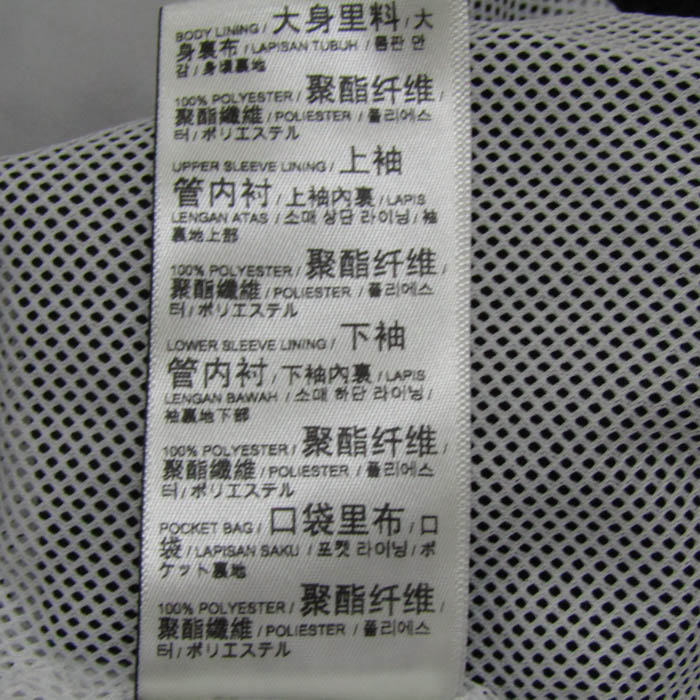 BODY LINING / 大身里料 / 大
身裏布 / LAPISAN TUBUH / 몸판 안
감 / 身頃裏地
100% POLYESTER / 聚酯纤维 /
聚酯纖維 / POLIESTER / 폴리에스
터 / ポリエステル
UPPER SLEEVE LINING / 上袖
管内衬 / 上袖內裏 / LAPIS
LENGAN ATAS / 소매 상단 라이닝 / 袖
裏地上部
100% POLYESTER / 聚酯纤维 /
聚酯纖維 / POLIESTER / 폴리에스
터 / ポリエステル
LOWER SLEEVE LINING / 下袖
管内衬 / 下袖內裏 / LAPIS
LENGAN BAWAH / 소매 하단 라이닝 /
袖裏地下部
100% POLYESTER / 聚酯纤维 /
聚酯纖維 / POLIESTER / 폴리에스
터 / ポリエステル
POCKET BAG / 口袋里布 / 口
袋 / LAPISAN SAKU / 포켓 라이닝 / ポ
ケット裏地
100% POLYESTER / 聚酯纤维 /
聚酯纖維 / POLIESTER / 폴리에스
터 / ポリエステル